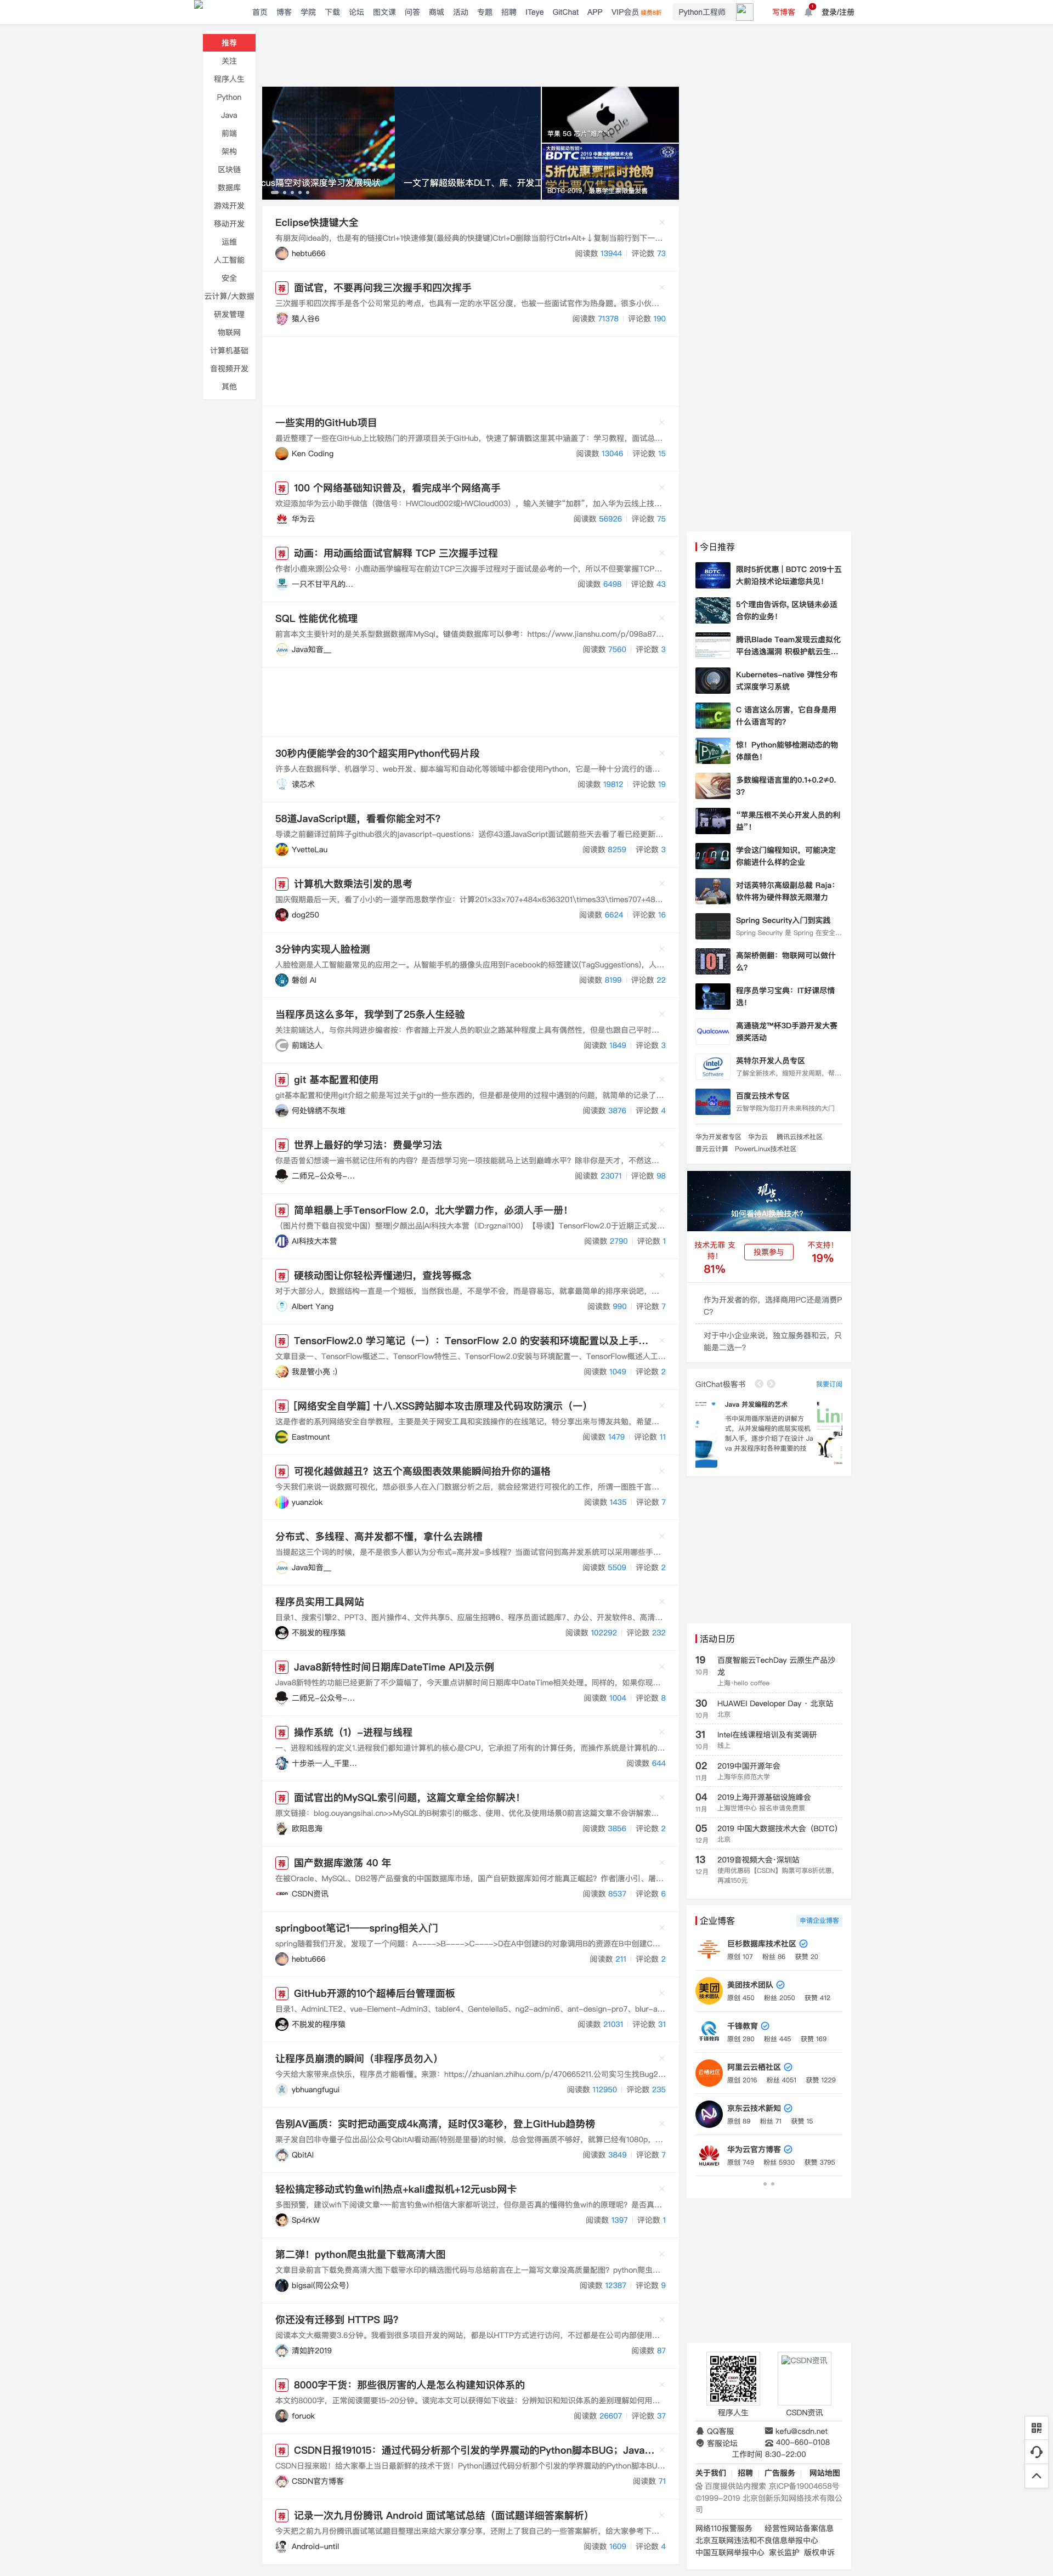 首页 博客 学院 下载 论坛 图文课 问答 商城 活动 专题 招聘 ITeye GitChat APP VIP会员 续费8折 Python工程师 写博客 登录/注册
推荐
关注
程序人生
Python
Java
前端
架构
区块链
数据库
游戏开发
移动开发
运维
人工智能
安全
云计算/大数据
研发管理
物联网
计算机基础
音视频开发
其他
cus隔空对谈深度学习发展现状
一文了解超级账本DLT、库、开发工
苹果 5G 芯片
2019 中国大数据技术大会
5折优惠票限时抢购
学生票仅售599元
BDTC 2019，最惠学生票限量发售
Eclipse快捷键大全
有朋友问idea的，也是有的链接Ctrl+1快速修复(最经典的快捷键)Ctrl+D删除当前行Ctrl+Alt+↓复制当前行到下一...
hebtu666 阅读数 13944 评论数 73
荐 面试官，不要再问我三次握手和四次挥手
三次握手和四次挥手是各个公司常见的考点，也具有一定的水平区分度，也被一些面试官作为热身题。很多小伙...
猿人谷6 阅读数 71378 评论数 190
一些实用的GitHub项目
最近整理了一些在GitHub上比较热门的开源项目关于GitHub，快速了解请戳这里其中涵盖了：学习教程，面试总...
Ken Coding 阅读数 13046 评论数 15
荐 100 个网络基础知识普及，看完成半个网络高手
欢迎添加华为云小助手微信（微信号：HWCloud002或HWCloud003），输入关键字“加群”，加入华为云线上技...
华为云 阅读数 56926 评论数 75
荐 动画：用动画给面试官解释 TCP 三次握手过程
作者|小鹿来源|公众号：小鹿动画学编程写在前边TCP三次握手过程对于面试是必考的一个，所以不但要掌握TCP...
一只不甘平凡的... 阅读数 6498 评论数 43
SQL 性能优化梳理
前言本文主要针对的是关系型数据数据库MySql。键值类数据库可以参考：https://www.jianshu.com/p/098a87...
Java知音__ 阅读数 7560 评论数 3
30秒内便能学会的30个超实用Python代码片段
许多人在数据科学、机器学习、web开发、脚本编写和自动化等领域中都会使用Python，它是一种十分流行的语...
读芯术 阅读数 19812 评论数 19
58道JavaScript题，看看你能全对不？
导读之前翻译过前阵子github很火的javascript-questions：送你43道JavaScript面试题前些天去看了看已经更新...
YvetteLau 阅读数 8259 评论数 3
荐 计算机大数乘法引发的思考
国庆假期最后一天，看了小小的一道学而思数学作业：计算201×33×707+484×6363201\times33\times707+48...
dog250 阅读数 6624 评论数 16
3分钟内实现人脸检测
人脸检测是人工智能最常见的应用之一。从智能手机的摄像头应用到Facebook的标签建议(TagSuggestions)，人...
磐创 AI 阅读数 8199 评论数 22
当程序员这么多年，我学到了25条人生经验
关注前端达人，与你共同进步编者按：作者踏上开发人员的职业之路某种程度上具有偶然性，但是也跟自己平时...
前端达人 阅读数 1849 评论数 3
荐 git 基本配置和使用
git基本配置和使用git介绍之前是写过关于git的一些东西的，但是都是使用的过程中遇到的问题，就简单的记录了...
何处锦绣不灰堆 阅读数 3876 评论数 4
荐 世界上最好的学习法：费曼学习法
你是否曾幻想读一遍书就记住所有的内容？是否想学习完一项技能就马上达到巅峰水平？除非你是天才，不然这...
二师兄-公众号-... 阅读数 23071 评论数 98
荐 简单粗暴上手TensorFlow 2.0，北大学霸力作，必须人手一册！
（图片付费下载自视觉中国）整理|夕颜出品|AI科技大本营（ID:rgznai100）【导读】TensorFlow2.0于近期正式发...
AI科技大本营 阅读数 2790 评论数 1
荐 硬核动图让你轻松弄懂递归，查找等概念
对于大部分人，数据结构一直是一个短板，当然我也是，不是学不会，而是容易忘，就拿最简单的排序来说吧，...
Albert Yang 阅读数 990 评论数 7
荐 TensorFlow2.0 学习笔记（一）：TensorFlow 2.0 的安装和环境配置以及上手...
文章目录一、TensorFlow概述二、TensorFlow特性三、TensorFlow2.0安装与环境配置一、TensorFlow概述人工...
我是管小亮 :) 阅读数 1049 评论数 2
荐 [网络安全自学篇] 十八.XSS跨站脚本攻击原理及代码攻防演示（一）
这是作者的系列网络安全自学教程，主要是关于网安工具和实践操作的在线笔记，特分享出来与博友共勉，希望...
Eastmount 阅读数 1479 评论数 11
荐 可视化越做越丑？这五个高级图表效果能瞬间抬升你的逼格
今天我们来说一说数据可视化，想必很多人在入门数据分析之后，就会经常进行可视化的工作，所谓一图胜千言...
yuanziok 阅读数 1435 评论数 7
分布式、多线程、高并发都不懂，拿什么去跳槽
当提起这三个词的时候，是不是很多人都认为分布式=高并发=多线程？当面试官问到高并发系统可以采用哪些手...
Java知音__ 阅读数 5509 评论数 2
程序员实用工具网站
目录1、搜索引擎2、PPT3、图片操作4、文件共享5、应届生招聘6、程序员面试题库7、办公、开发软件8、高清...
不脱发的程序猿 阅读数 102292 评论数 232
荐 Java8新特性时间日期库DateTime API及示例
Java8新特性的功能已经更新了不少篇幅了，今天重点讲解时间日期库中DateTime相关处理。同样的，如果你现...
二师兄-公众号-... 阅读数 1004 评论数 8
荐 操作系统（1）-进程与线程
一、进程和线程的定义1.进程我们都知道计算机的核心是CPU，它承担了所有的计算任务，而操作系统是计算机的...
十步杀一人_千里... 阅读数 644
荐 面试官出的MySQL索引问题，这篇文章全给你解决！
原文链接：blog.ouyangsihai.cn>>MySQL的B树索引的概念、使用、优化及使用场景0前言这篇文章不会讲解索...
欧阳思海 阅读数 3856 评论数 2
荐 国产数据库激荡 40 年
在被Oracle、MySQL、DB2等产品蚕食的中国数据库市场，国产自研数据库如何才能真正崛起？作者|唐小引、屠...
CSDN资讯 阅读数 8537 评论数 6
springboot笔记1——spring相关入门
spring随着我们开发，发现了一个问题：A---->B---->C---->D在A中创建B的对象调用B的资源在B中创建C...
hebtu666 阅读数 211 评论数 2
荐 GitHub开源的10个超棒后台管理面板
目录1、AdminLTE2、vue-Element-Admin3、tabler4、Gentelella5、ng2-admin6、ant-design-pro7、blur-a...
不脱发的程序猿 阅读数 21031 评论数 31
让程序员崩溃的瞬间（非程序员勿入）
今天给大家带来点快乐，程序员才能看懂。来源：https://zhuanlan.zhihu.com/p/470665211.公司实习生找Bug2...
ybhuangfugui 阅读数 112950 评论数 235
告别AV画质：实时把动画变成4k高清，延时仅3毫秒，登上GitHub趋势榜
栗子发自凹非寺量子位出品|公众号QbitAI看动画(特别是里番)的时候，总会觉得画质不够好，就算已经有1080p，...
QbitAl 阅读数 3849 评论数 7
轻松搞定移动式钓鱼wifi|热点+kali虚拟机+12元usb网卡
多图预警，建议wifi下阅读文章~~~前言钓鱼wifi相信大家都听说过，但你是否真的懂得钓鱼wifi的原理呢？是否真...
Sp4rkW 阅读数 1397 评论数 1
第二弹！python爬虫批量下载高清大图
文章目录前言下载免费高清大图下载带水印的精选图代码与总结前言在上一篇写文章没高质量配图？python爬虫...
bigsai(同公众号) 阅读数 12387 评论数 9
你还没有迁移到 HTTPS 吗？
阅读本文大概需要3.6分钟。我看到很多项目开发的网站，都是以HTTP方式进行访问，不过都是在公司内部使用...
清如許2019 阅读数 87
荐 8000字干货：那些很厉害的人是怎么构建知识体系的
本文约8000字，正常阅读需要15~20分钟。读完本文可以获得如下收益：分辨知识和知识体系的差别理解如何用...
foruok 阅读数 26607 评论数 37
荐 CSDN日报191015：通过代码分析那个引发的学界震动的Python脚本BUG；Java...
CSDN日报来啦！给大家奉上当日最新鲜的技术干货！Python|通过代码分析那个引发的学界震动的Python脚本BU...
CSDN官方博客 阅读数 71
荐 记录一次九月份腾讯 Android 面试笔试总结（面试题详细答案解析）
今天把之前九月份腾讯面试笔试题目整理出来给大家分享分享，还附上了我自己的一些答案解析，给大家参考下...
Android-until 阅读数 1609 评论数 4
今日推荐
限时5折优惠 | BDTC 2019十五
大前沿技术论坛邀您共见！
5个理由告诉你, 区块链未必适
合你的业务！
腾讯Blade Team发现云虚拟化
平台逃逸漏洞 积极护航云生...
Kubernetes-native 弹性分布
式深度学习系统
C 语言这么厉害，它自身是用
什么语言写的？
惊！Python能够检测动态的物
体颜色！
多数编程语言里的0.1+0.2≠0.
3?
“苹果压根不关心开发人员的利
益”！
学会这门编程知识，可能决定
你能进什么样的企业
对话英特尔高级副总裁 Raja：
软件将为硬件释放无限潜力
Spring Security入门到实践
Spring Security 是 Spring 在安全...
高架桥侧翻：物联网可以做什
么？
程序员学习宝典：IT好课尽情
选！
高通骁龙™杯3D手游开发大赛
颁奖活动
英特尔开发人员专区
了解全新技术，缩短开发周期，帮...
百度云技术专区
云智学院为您打开未来科技的大门
华为开发者专区 华为云 腾讯云技术社区
普元云计算 PowerLinux技术社区
观点
如何看待AI换脸技术？
技术无罪 支持！
81%
投票参与
不支持！
19%
作为开发者的你，选择商用PC还是消费PC？
对于中小企业来说，独立服务器和云，只能是二选一？
GitChat极客书 我要订阅
Java 并发编程的艺术
书中采用循序渐进的讲解方
式，从并发编程的底层实现机
制入手，逐步介绍了在设计 Ja
va 并发程序时各种重要的技
活动日历
19 10月 百度智能云TechDay 云原生产品沙龙
上海·hello coffee
30 10月 HUAWEI Developer Day · 北京站
北京
31 10月 Intel在线课程培训及有奖调研
线上
02 11月 2019中国开源年会
上海华东师范大学
04 11月 2019上海开源基础设施峰会
上海世博中心 报名申请免费票
05 12月 2019 中国大数据技术大会（BDTC）
北京
13 12月 2019音视频大会·深圳站
使用优惠码【CSDN】购票可享8折优惠，再减150元
企业博客 申请企业博客
巨杉数据库技术社区
原创 107 粉丝 86 获赞 20
美团技术团队
原创 450 粉丝 2050 获赞 412
千锋教育
原创 280 粉丝 445 获赞 169
阿里云云栖社区
原创 2016 粉丝 4051 获赞 1229
京东云技术新知
原创 89 粉丝 71 获赞 15
华为云官方博客
原创 749 粉丝 5930 获赞 3795
CSDN资讯
程序人生 CSDN资讯
QQ客服 kefu@csdn.net
客服论坛 400-660-0108
工作时间 8:30-22:00
关于我们 招聘 广告服务 网站地图
百度提供站内搜索 京ICP备19004658号
©1999-2019 北京创新乐知网络技术有限公司
网络110报警服务 经营性网站备案信息
北京互联网违法和不良信息举报中心
中国互联网举报中心 家长监护 版权申诉